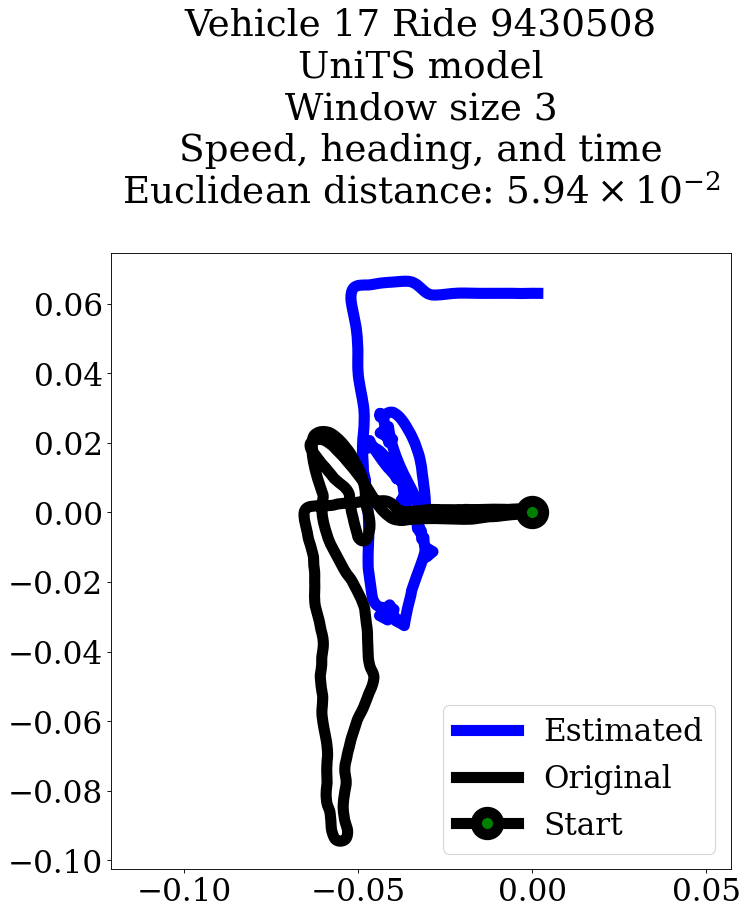 Vehicle 17 Ride 9430508
UniTS model
Window size 3
Speed, heading, and time
Euclidean distance: 5.94 × 10⁻²
0.06
0.04
0.02
0.00
−0.02
−0.04
−0.06
−0.08
−0.10
Estimated
Original
Start
−0.10 −0.05 0.00 0.05